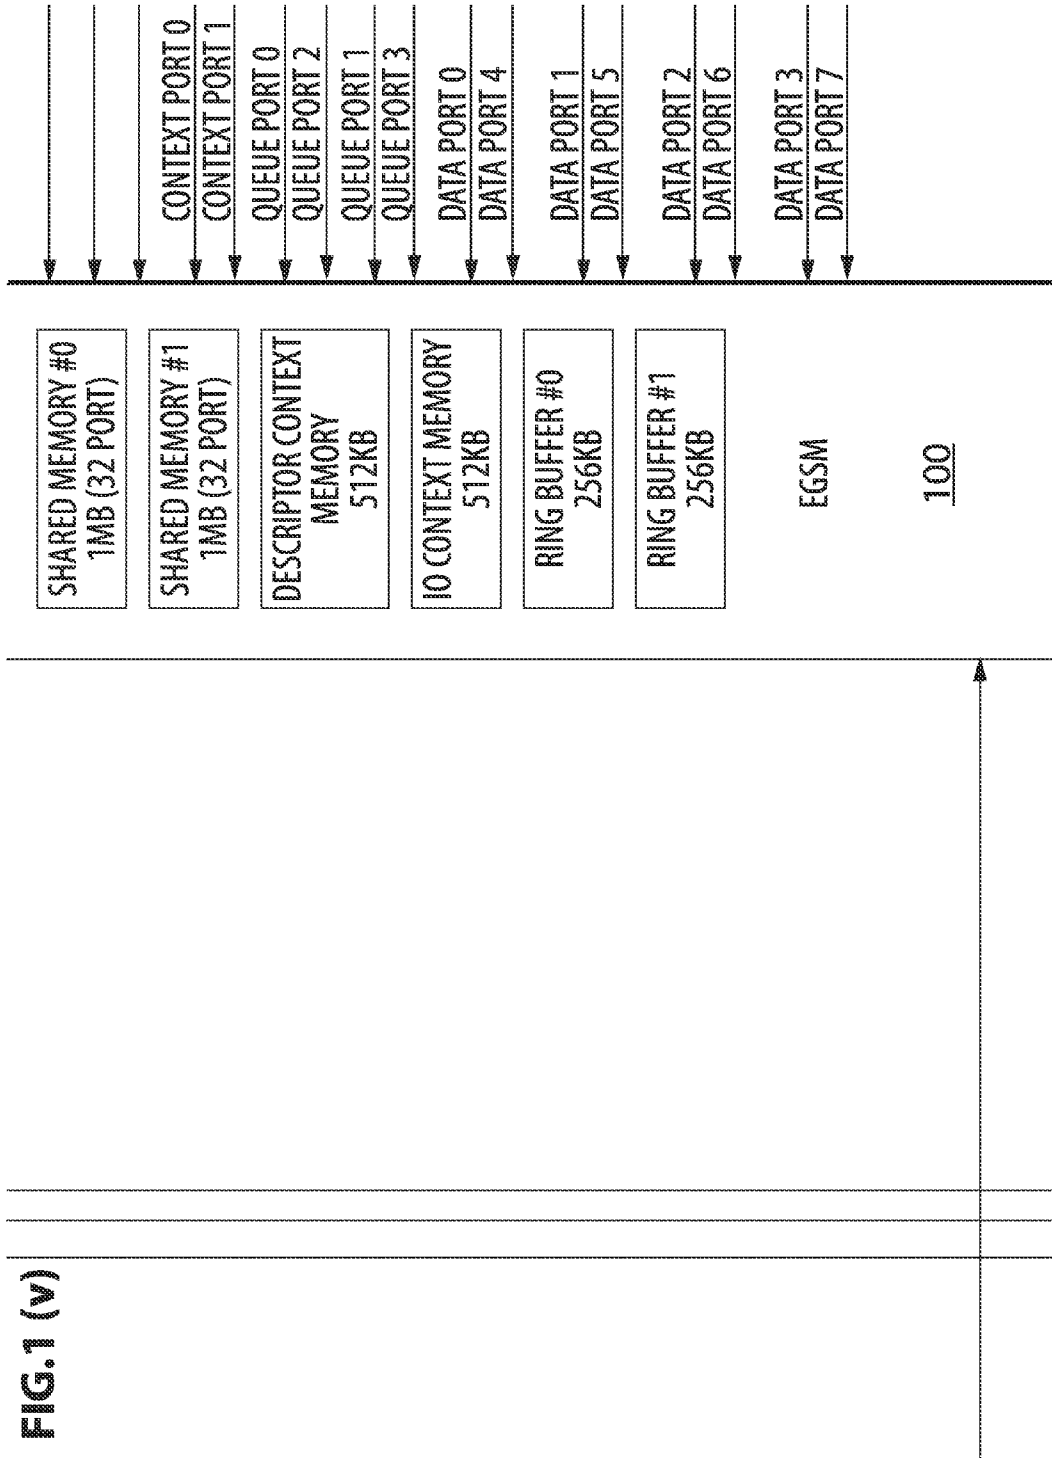 FIG.1 (v)
SHARED MEMORY #0
1MB (32 PORT)
SHARED MEMORY #1
1MB (32 PORT)
DESCRIPTOR CONTEXT
MEMORY
512KB
IO CONTEXT MEMORY
512KB
RING BUFFER #0
256KB
RING BUFFER #1
256KB
EGSM
100
CONTEXT PORT 0
CONTEXT PORT 1
QUEUE PORT 0
QUEUE PORT 2
QUEUE PORT 1
QUEUE PORT 3
DATA PORT 0
DATA PORT 4
DATA PORT 1
DATA PORT 5
DATA PORT 2
DATA PORT 6
DATA PORT 3
DATA PORT 7